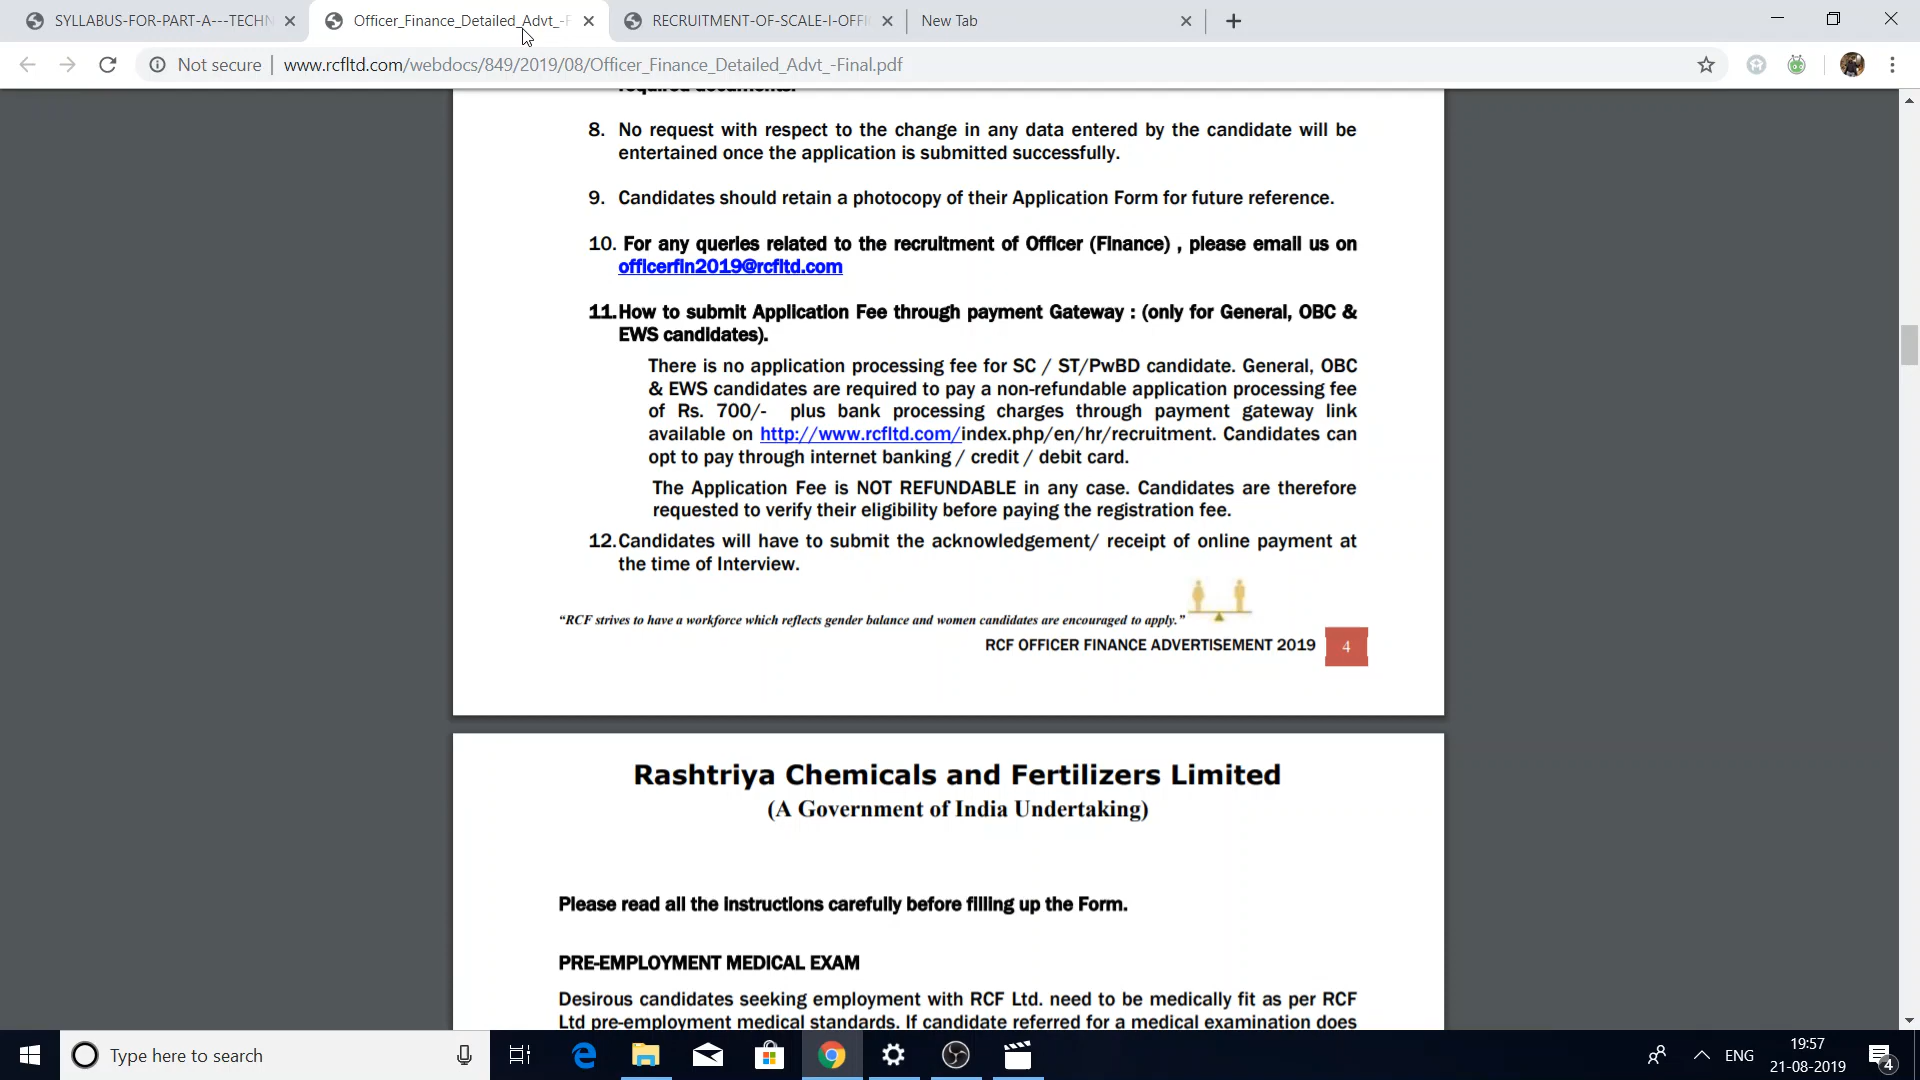 SYLLABUS-FOR-PART-A---TECHN
Officer_Finance_Detailed_Advt_-F
RECRUITMENT-OF-SCALE-I-OFFI
New Tab
Not secure
www.rcfltd.com/webdocs/849/2019/08/Officer_Finance_Detailed_Advt_-Final.pdf
required documents.
8. No request with respect to the change in any data entered by the candidate will be
entertained once the application is submitted successfully.
9. Candidates should retain a photocopy of their Application Form for future reference.
10. For any queries related to the recruitment of Officer (Finance) , please email us on
officerfin2019@rcfltd.com
11.How to submit Application Fee through payment Gateway : (only for General, OBC &
EWS candidates).
There is no application processing fee for SC / ST/PwBD candidate. General, OBC
& EWS candidates are required to pay a non-refundable application processing fee
of Rs. 700/- plus bank processing charges through payment gateway link
available on http://www.rcfltd.com/index.php/en/hr/recruitment. Candidates can
opt to pay through internet banking / credit / debit card.
The Application Fee is NOT REFUNDABLE in any case. Candidates are therefore
requested to verify their eligibility before paying the registration fee.
12.Candidates will have to submit the acknowledgement/ receipt of online payment at
the time of Interview.
“RCF strives to have a workforce which reflects gender balance and women candidates are encouraged to apply.”
RCF OFFICER FINANCE ADVERTISEMENT 2019 4
Rashtriya Chemicals and Fertilizers Limited
(A Government of India Undertaking)
Please read all the instructions carefully before filling up the Form.
PRE-EMPLOYMENT MEDICAL EXAM
Desirous candidates seeking employment with RCF Ltd. need to be medically fit as per RCF
Ltd pre-employment medical standards. If candidate referred for a medical examination does
Type here to search
ENG
19:57
21-08-2019
4